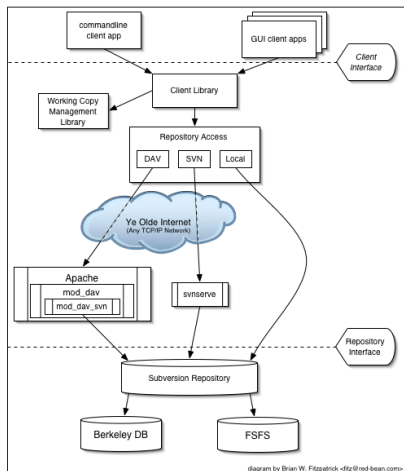 commandline
client app
GUI client apps
Client
Interface
Client Library
Working Copy
Management
Library
Repository Access
DAV
SVN
Local
Ye Olde Internet
(Any TCP/IP Network)
Apache
mod_dav
mod_dav_svn
svnserve
Repository
Interface
Subversion Repository
Berkeley DB
FSFS
diagram by Brian W. Fitzpatrick <fitz@red-bean.com>